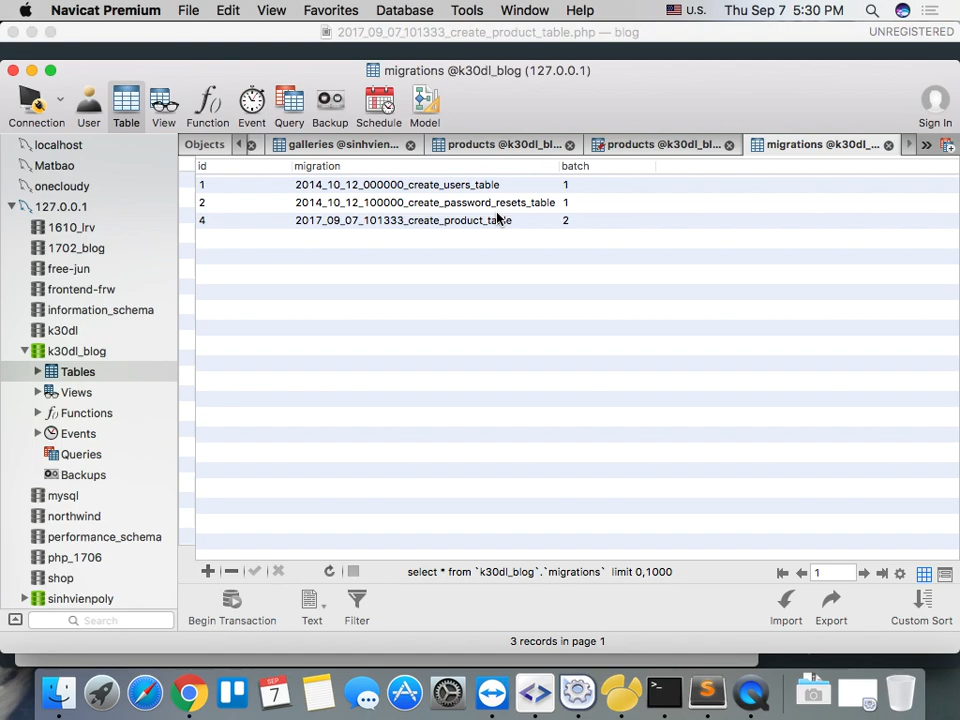 Navicat Premium File Edit View Favorites Database Tools Window Help U.S. Thu Sep 7 5:30 PM
2017_09_07_101333_create_product_table.php — blog UNREGISTERED
migrations @k30dl_blog (127.0.0.1)
Connection User Table View Function Event Query Backup Schedule Model Sign In
Objects galleries @sinhvien... products @k30dl_bl... products @k30dl_bl... migrations @k30dl_...
id migration batch
1 2014_10_12_000000_create_users_table 1
2 2014_10_12_100000_create_password_resets_table 1
4 2017_09_07_101333_create_product_table 2
localhost
Matbao
onecloudy
127.0.0.1
1610_lrv
1702_blog
free-jun
frontend-frw
information_schema
k30dl
k30dl_blog
Tables
Views
Functions
Events
Queries
Backups
mysql
northwind
performance_schema
php_1706
shop
sinhvienpoly
Search
select * from `k30dl_blog`.`migrations` limit 0,1000
1
Begin Transaction Text Filter Import Export Custom Sort
3 records in page 1
SEP
7